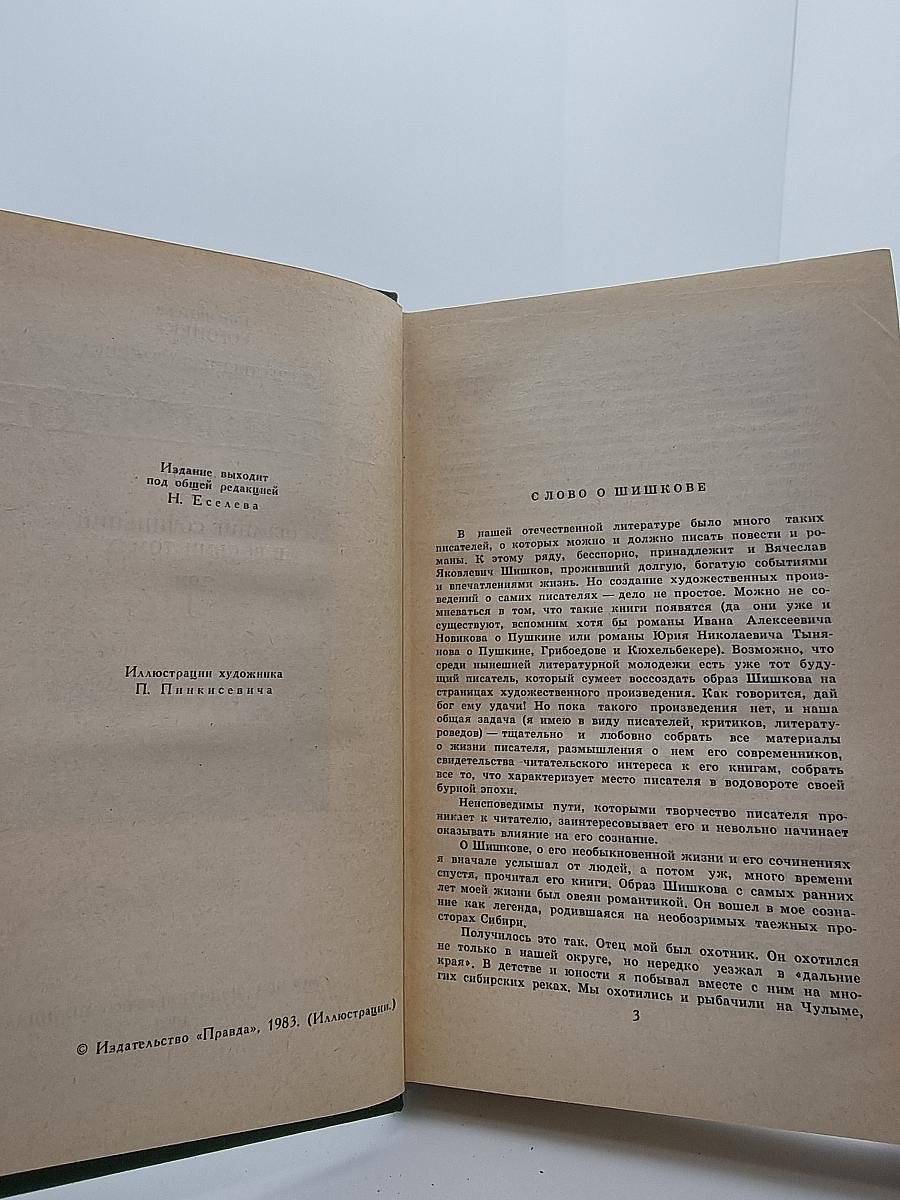 Издание выходит
под общей редакцией
Н. Еселева
Иллюстрации художника
П. Пинкисевича
© Издательство «Правда», 1983. (Иллюстрации.)
СЛОВО О ШИШКОВЕ
В нашей отечественной литературе было много таких
писателей, о которых можно и должно писать повести и ро-
маны. К этому ряду, бесспорно, принадлежит и Вячеслав
Яковлевич Шишков, проживший долгую, богатую событиями
и впечатлениями жизнь. Но создание художественных произ-
ведений о самих писателях — дело не простое. Можно не со-
мневаться в том, что такие книги появятся (да они уже и
существуют, вспомним хотя бы романы Ивана Алексеевича
Новикова о Пушкине или романы Юрия Николаевича Тыня-
нова о Пушкине, Грибоедове и Кюхельбекере). Возможно, что
среди нынешней литературной молодежи есть уже тот буду-
щий писатель, который сумеет воссоздать образ Шишкова на
страницах художественного произведения. Как говорится, дай
бог ему удачи! Но пока такого произведения нет, и наша
общая задача (я имею в виду писателей, критиков, литерату-
роведов) — тщательно и любовно собрать все материалы
о жизни писателя, размышления о нем его современников,
свидетельства читательского интереса к его книгам, собрать
все то, что характеризует место писателя в водовороте своей
бурной эпохи.
Неисповедимы пути, которыми творчество писателя про-
никает к читателю, заинтересовывает его и невольно начинает
оказывать влияние на его сознание.
О Шишкове, о его необыкновенной жизни и его сочинениях
я вначале услышал от людей, а потом уж, много времени
спустя, прочитал его книги. Образ Шишкова с самых ранних
лет моей жизни был овеян романтикой. Он вошел в мое созна-
ние как легенда, родившаяся на необозримых таежных про-
сторах Сибири.
Получилось это так. Отец мой был охотник. Он охотился
не только в нашей округе, но нередко уезжал в «дальние
края». В детстве и юности я побывал вместе с ним на мно-
гих сибирских реках. Мы охотились и рыбачили на Чулыме,
3